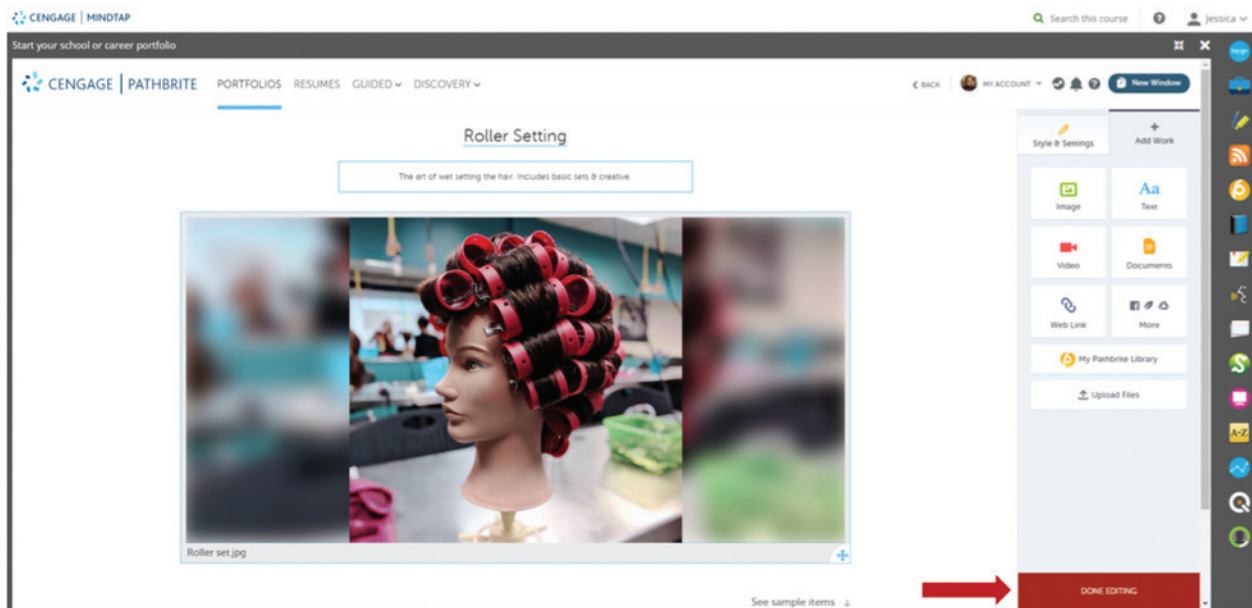 CENGAGE | MINDTAP
Search this course
Jessica
Start your school or career portfolio
CENGAGE | PATHBRITE PORTFOLIOS RESUMES GUIDED DISCOVERY
BACK MY ACCOUNT New Window
Roller Setting
The art of wet setting the hair. Includes basic sets & creative
Roller set.jpg
See sample items
Style & Settings
Add Work
Image
Aa
Text
Video
Documents
Web Link
More
My Pathbrite Library
Upload Files
DONE EDITING
A-Z